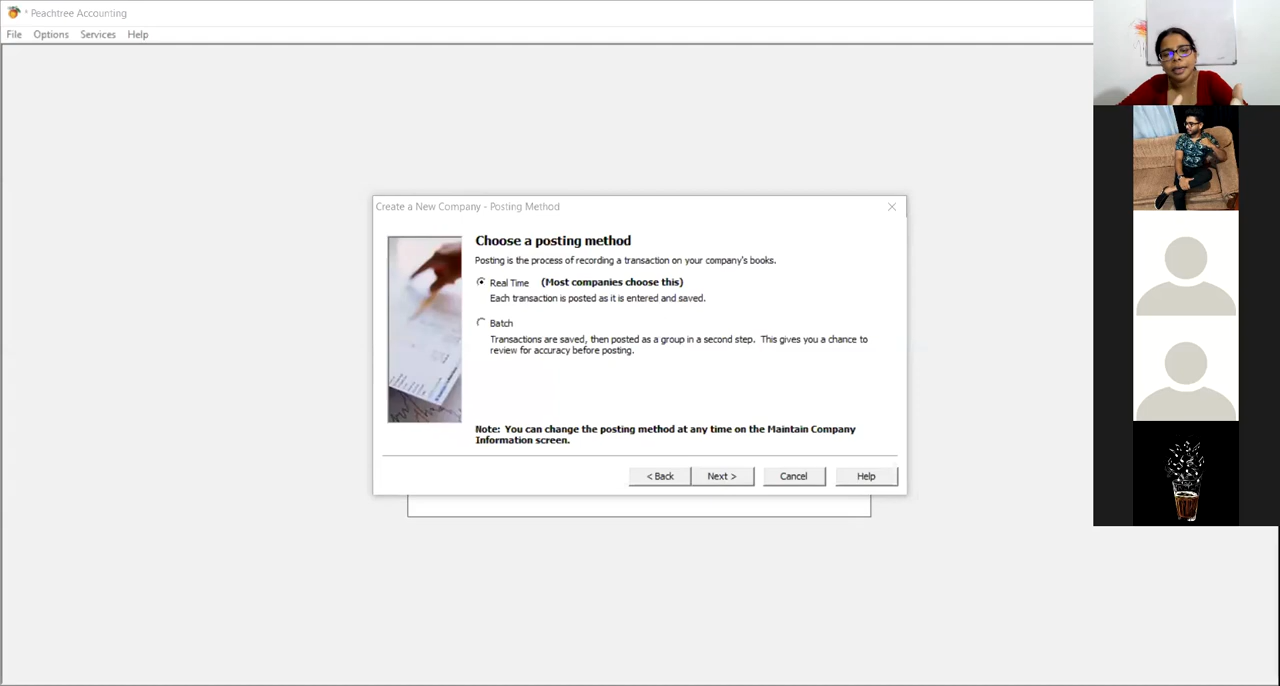 * Peachtree Accounting
File Options Services Help
Create a New Company - Posting Method
Choose a posting method
Posting is the process of recording a transaction on your company's books.
Real Time (Most companies choose this)
Each transaction is posted as it is entered and saved.
Batch
Transactions are saved, then posted as a group in a second step. This gives you a chance to
review for accuracy before posting.
Note: You can change the posting method at any time on the Maintain Company
Information screen.
< Back Next > Cancel Help